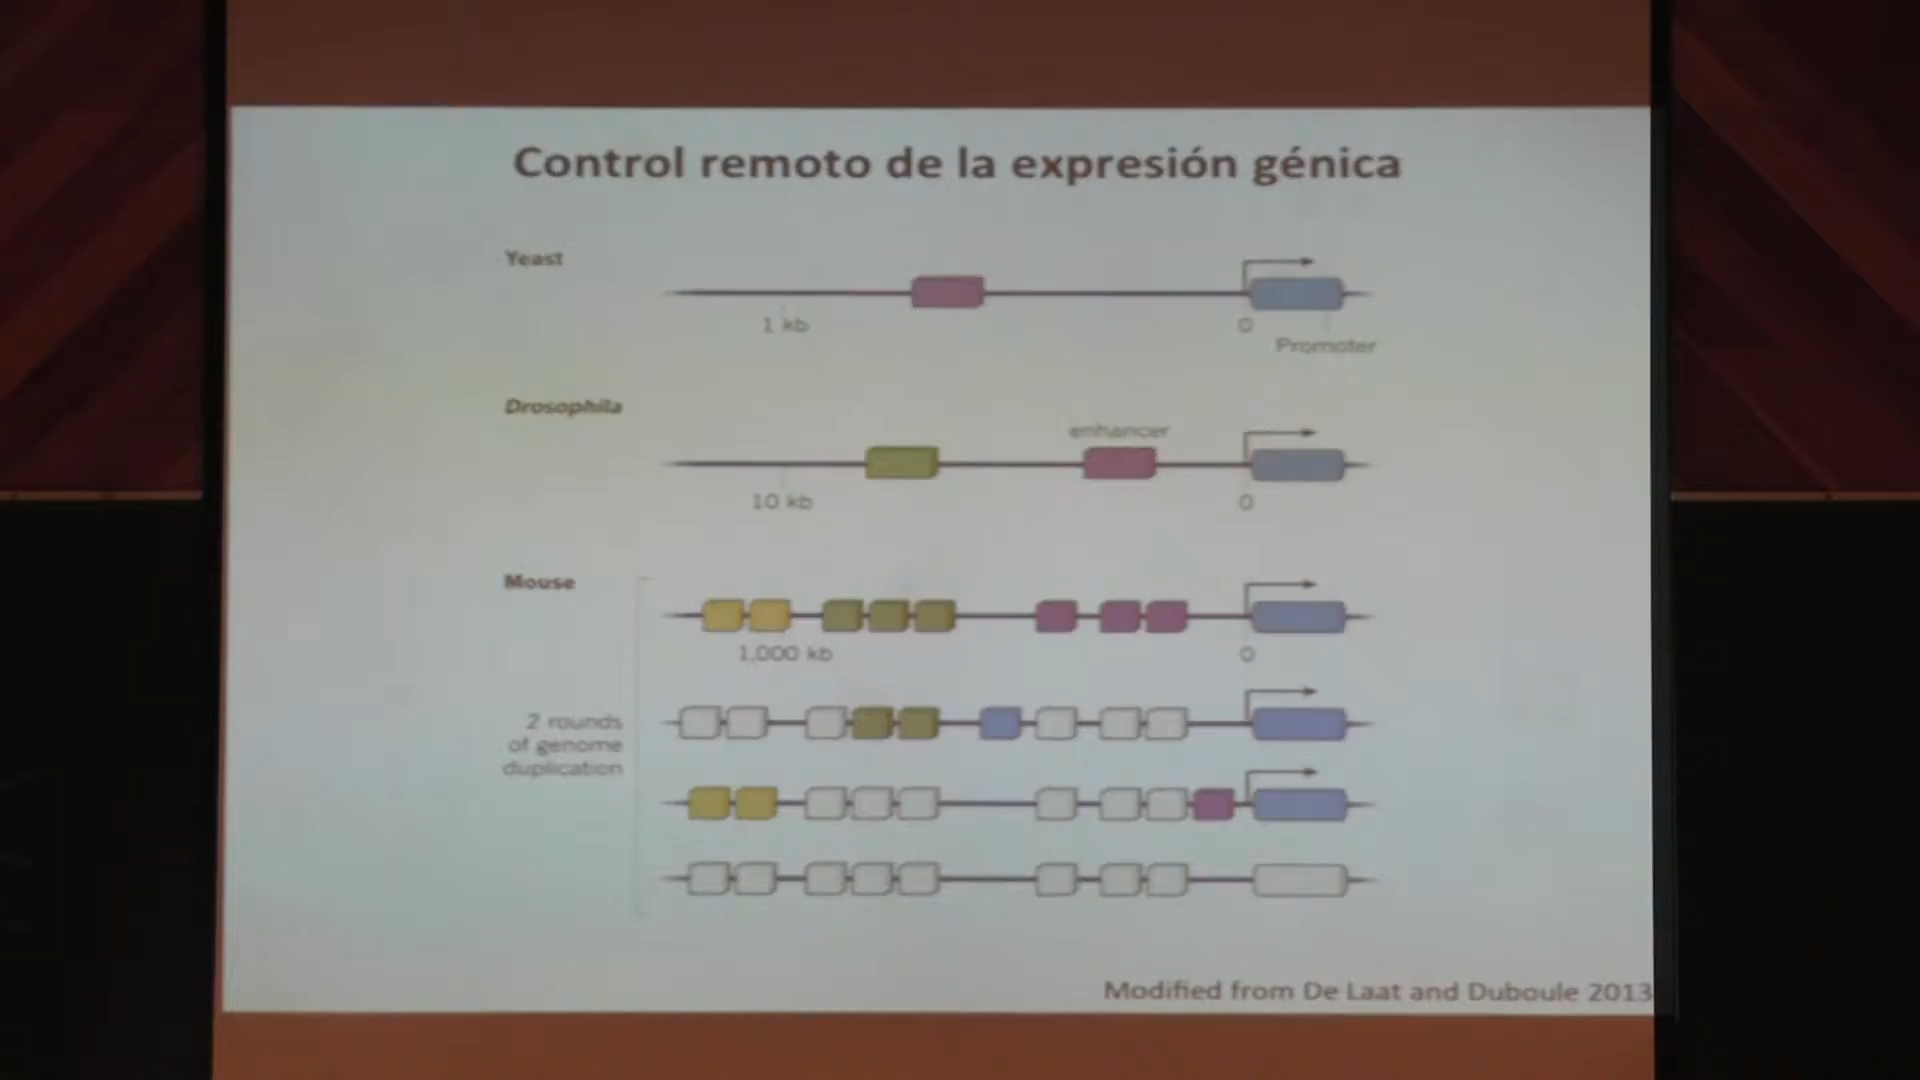 Control remoto de la expresión génica
Yeast
1 kb
0
Promoter
Drosophila
enhancer
10 kb
0
Mouse
1,000 kb
0
2 rounds
of genome
duplication
Modified from De Laat and Duboule 2013